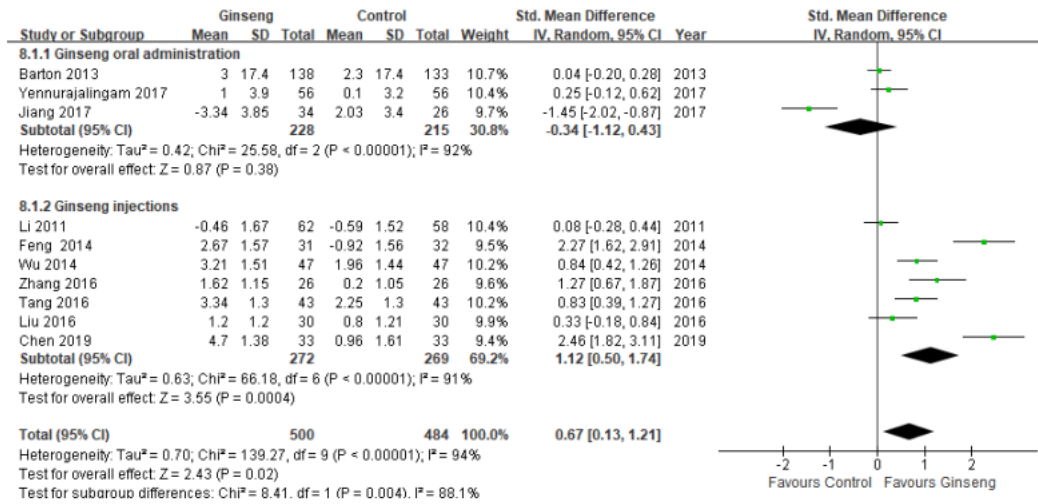 Ginseng Control Std. Mean Difference Std. Mean Difference
Study or Subgroup Mean SD Total Mean SD Total Weight IV, Random, 95% CI Year IV, Random, 95% CI
8.1.1 Ginseng oral administration
Barton 2013 3 17.4 138 2.3 17.4 133 10.7% 0.04 [-0.20, 0.28] 2013
Yennurajalingam 2017 1 3.9 56 0.1 3.2 56 10.4% 0.25 [-0.12, 0.62] 2017
Jiang 2017 -3.34 3.85 34 2.03 3.4 26 9.7% -1.45 [-2.02, -0.87] 2017
Subtotal (95% CI) 228 215 30.8% -0.34 [-1.12, 0.43]
Heterogeneity: Tau² = 0.42; Chi² = 25.58, df = 2 (P < 0.00001); I² = 92%
Test for overall effect: Z = 0.87 (P = 0.38)
8.1.2 Ginseng injections
Li 2011 -0.46 1.67 62 -0.59 1.52 58 10.4% 0.08 [-0.28, 0.44] 2011
Feng 2014 2.67 1.57 31 -0.92 1.56 32 9.5% 2.27 [1.62, 2.91] 2014
Wu 2014 3.21 1.51 47 1.96 1.44 47 10.2% 0.84 [0.42, 1.26] 2014
Zhang 2016 1.62 1.15 26 0.2 1.05 26 9.6% 1.27 [0.67, 1.87] 2016
Tang 2016 3.34 1.3 43 2.25 1.3 43 10.2% 0.83 [0.39, 1.27] 2016
Liu 2016 1.2 1.2 30 0.8 1.21 30 9.9% 0.33 [-0.18, 0.84] 2016
Chen 2019 4.7 1.38 33 0.96 1.61 33 9.4% 2.46 [1.82, 3.11] 2019
Subtotal (95% CI) 272 269 69.2% 1.12 [0.50, 1.74]
Heterogeneity: Tau² = 0.63; Chi² = 66.18, df = 6 (P < 0.00001); I² = 91%
Test for overall effect: Z = 3.55 (P = 0.0004)
Total (95% CI) 500 484 100.0% 0.67 [0.13, 1.21]
Heterogeneity: Tau² = 0.70; Chi² = 139.27, df = 9 (P < 0.00001); I² = 94%
Test for overall effect: Z = 2.43 (P = 0.02)
Test for subgroup differences: Chi² = 8.41, df = 1 (P = 0.004), I² = 88.1%
-2 -1 0 1 2
Favours Control Favours Ginseng